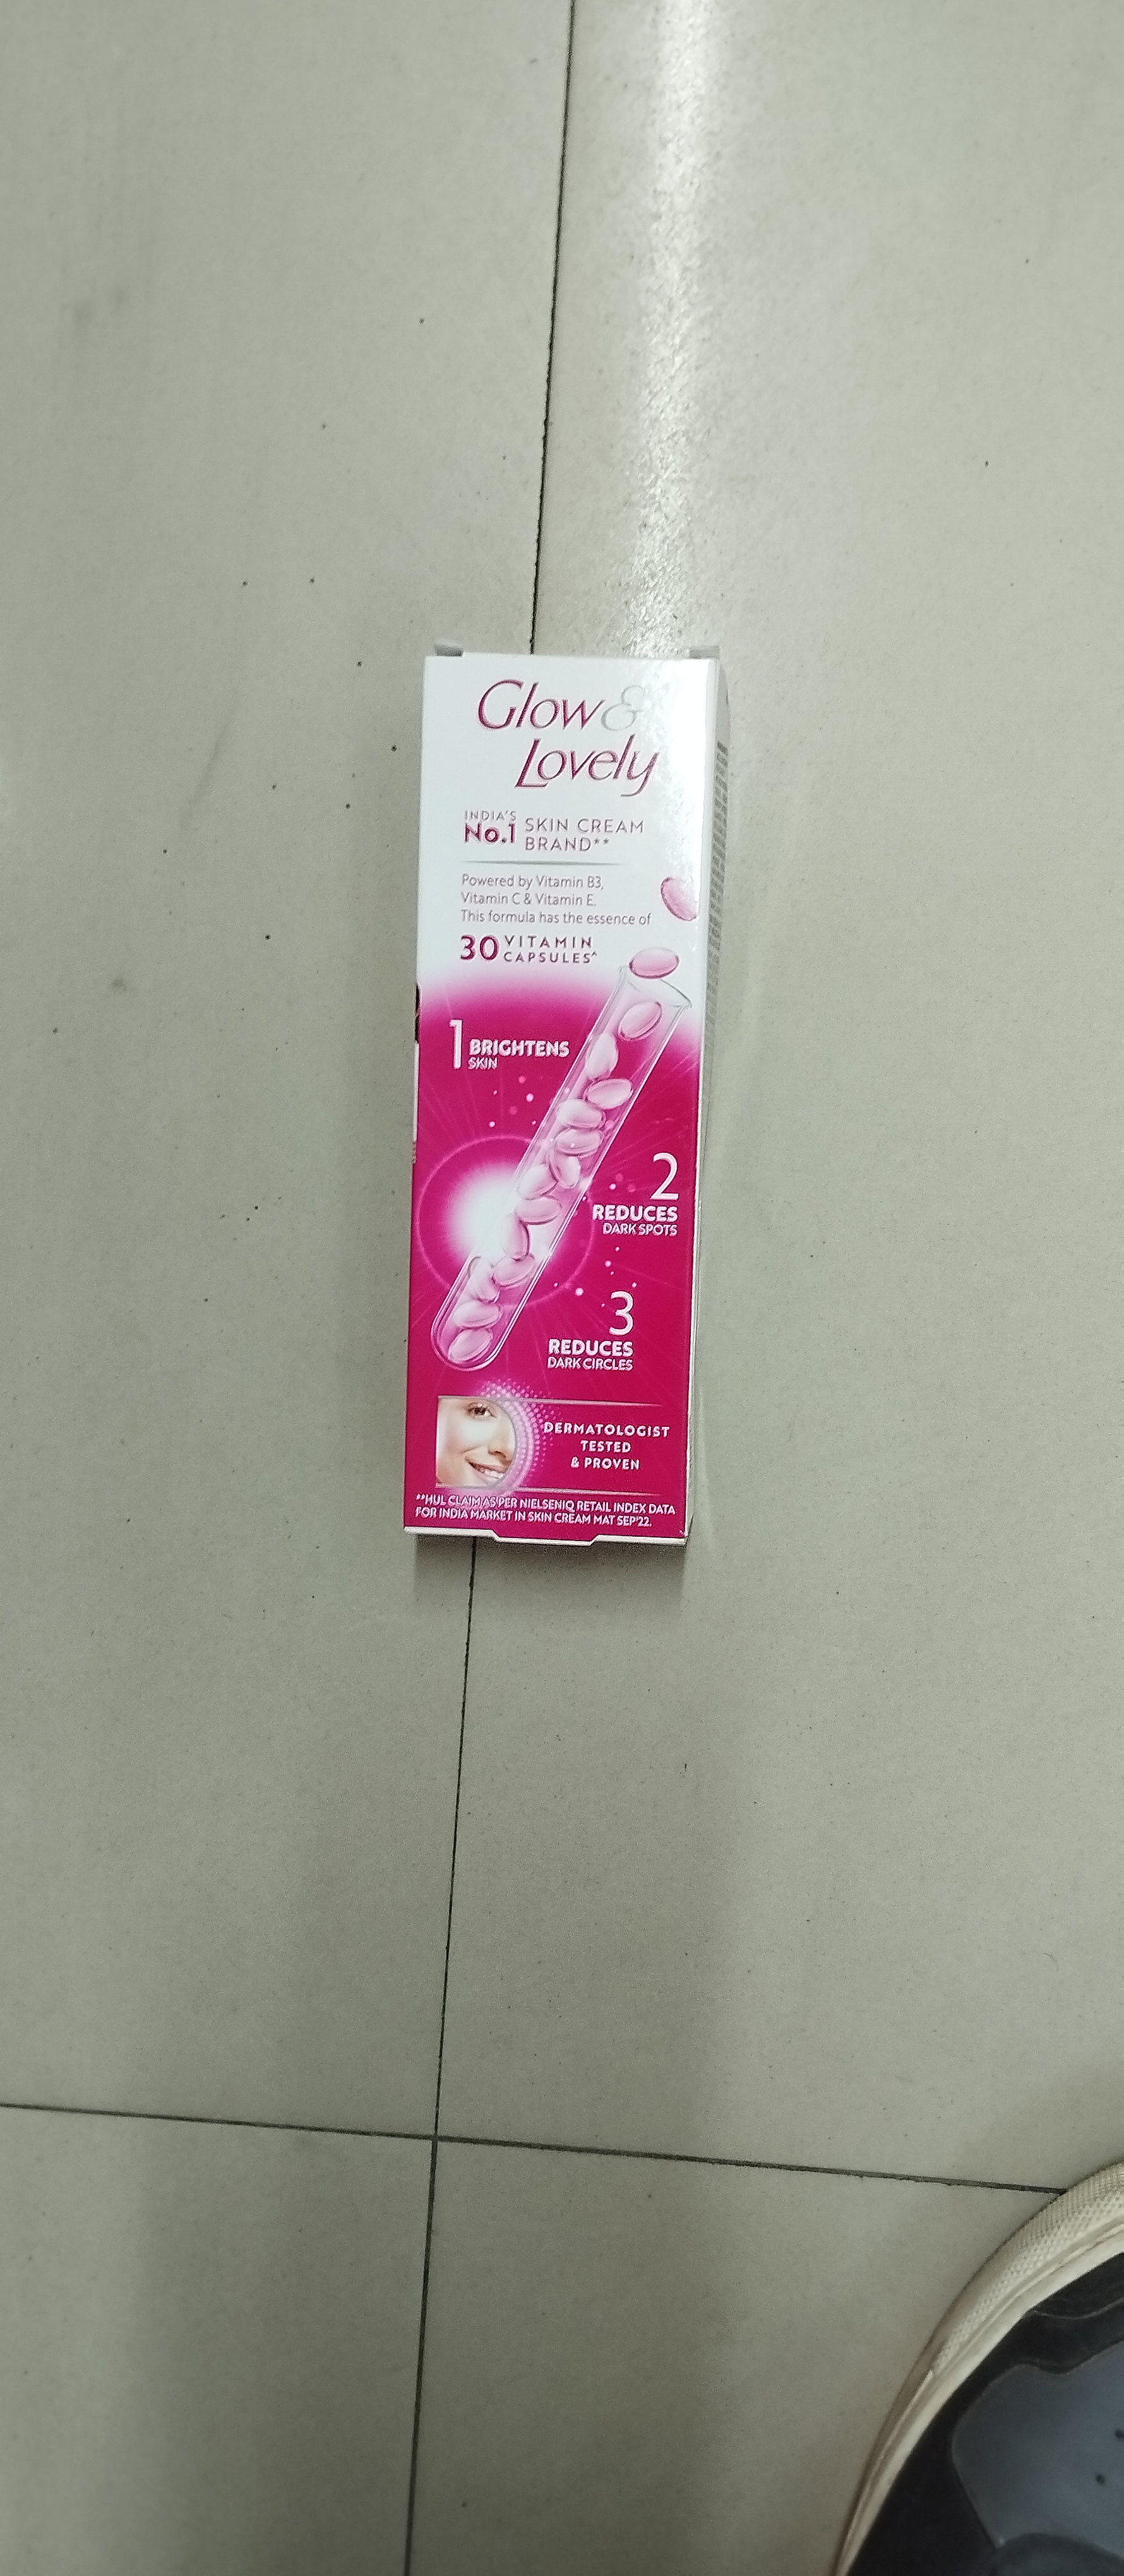 Glow &
Lovely
INDIA'S
No.1 SKIN CREAM
BRAND**
Powered by Vitamin B3,
Vitamin C & Vitamin E.
This formula has the essence of
30 VITAMIN
CAPSULES^
1 BRIGHTENS
SKIN
2
REDUCES
DARK SPOTS
3
REDUCES
DARK CIRCLES
DERMATOLOGIST
TESTED
& PROVEN
**HUL CLAIM AS PER NIELSENIQ RETAIL INDEX DATA
FOR INDIA MARKET IN SKIN CREAM MAT SEP'22.